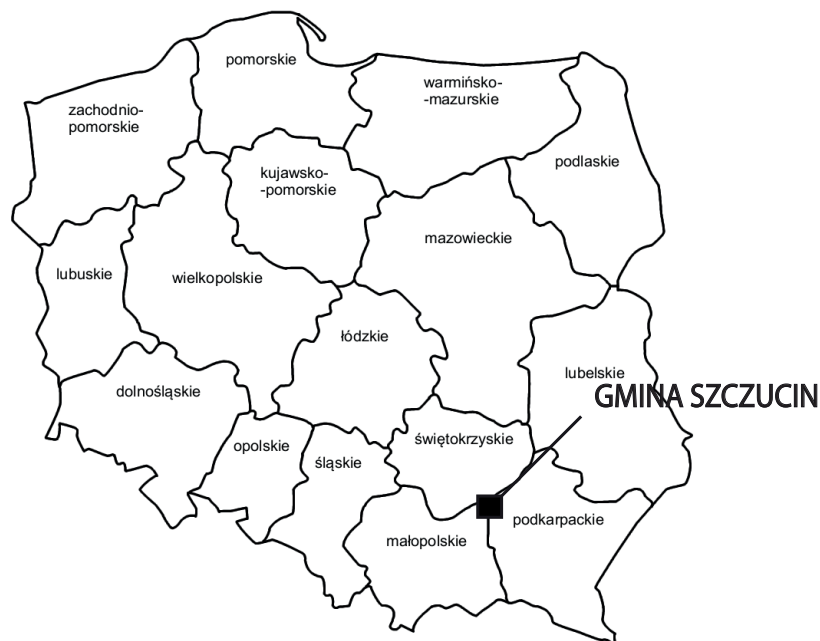 pomorskie
warmińsko-
-mazurskie
zachodnio-
pomorskie
podlaskie
kujawsko-
-pomorskie
mazowieckie
lubuskie
wielkopolskie
łódzkie
lubelskie
dolnośląskie
GMINA SZCZUCIN
świętokrzyskie
opolskie
śląskie
podkarpackie
małopolskie